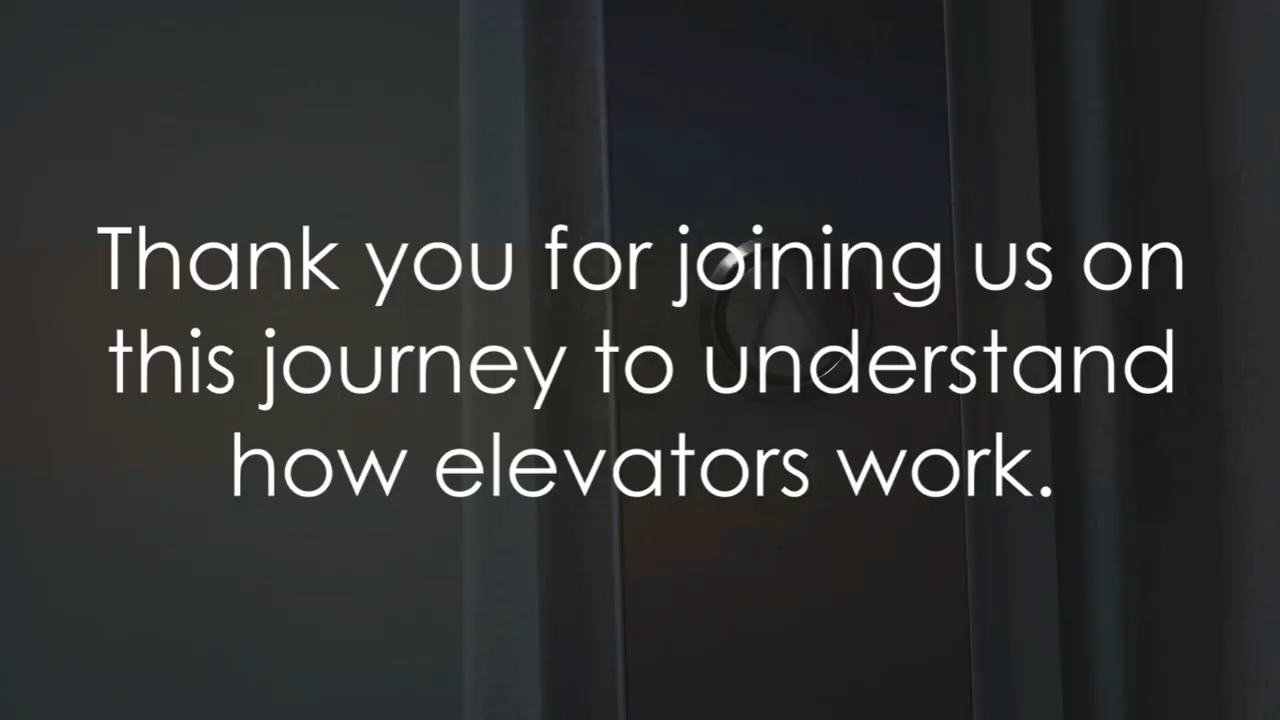 Thank you for joining us on
this journey to understand
how elevators work.